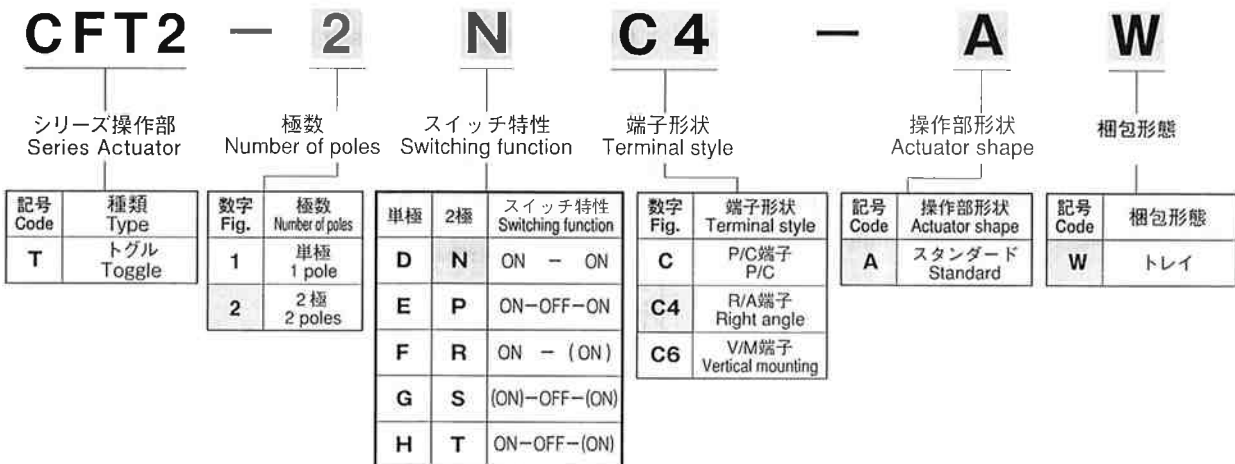 CFT2 - 2 N C4 - A W
シリーズ操作部
Series Actuator
極数
Number of poles
スイッチ特性
Switching function
端子形状
Terminal style
操作部形状
Actuator shape
梱包形態
記号
Code
種類
Type
T
トグル
Toggle
数字
Fig.
極数
Number of poles
1
単極
1 pole
2
2極
2 poles
単極
2極
スイッチ特性
Switching function
D N ON - ON
E P ON-OFF-ON
F R ON - (ON)
G S (ON)-OFF-(ON)
H T ON-OFF-(ON)
数字
Fig.
端子形状
Terminal style
C
P/C端子
P/C
C4
R/A端子
Right angle
C6
V/M端子
Vertical mounting
記号
Code
操作部形状
Actuator shape
A
スタンダード
Standard
記号
Code
梱包形態
W
トレイ